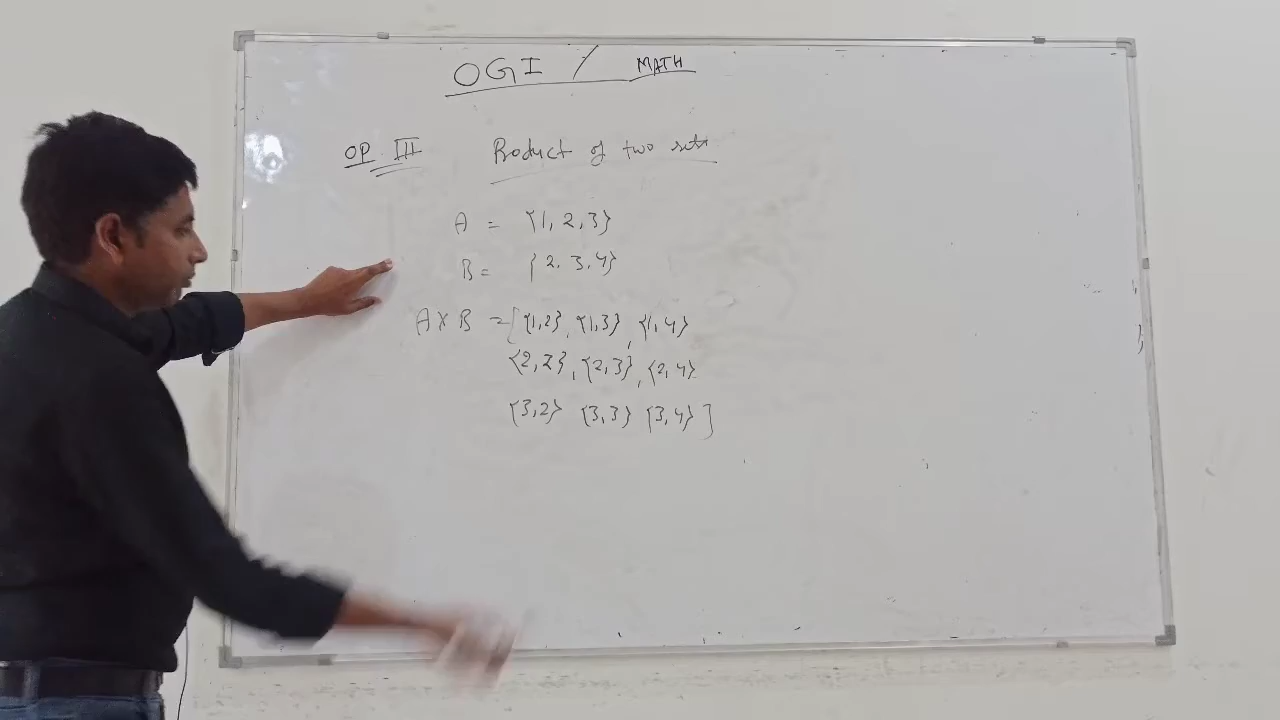 OGI / MATH
OP. III Product of two sets
A = {1, 2, 3}
B = { 2. 3, 4}
A X B = [{1,2}, {1,3}, {1,4}
{2,2}, {2,3}, {2,4}
{3,2} {3,3} {3,4}]